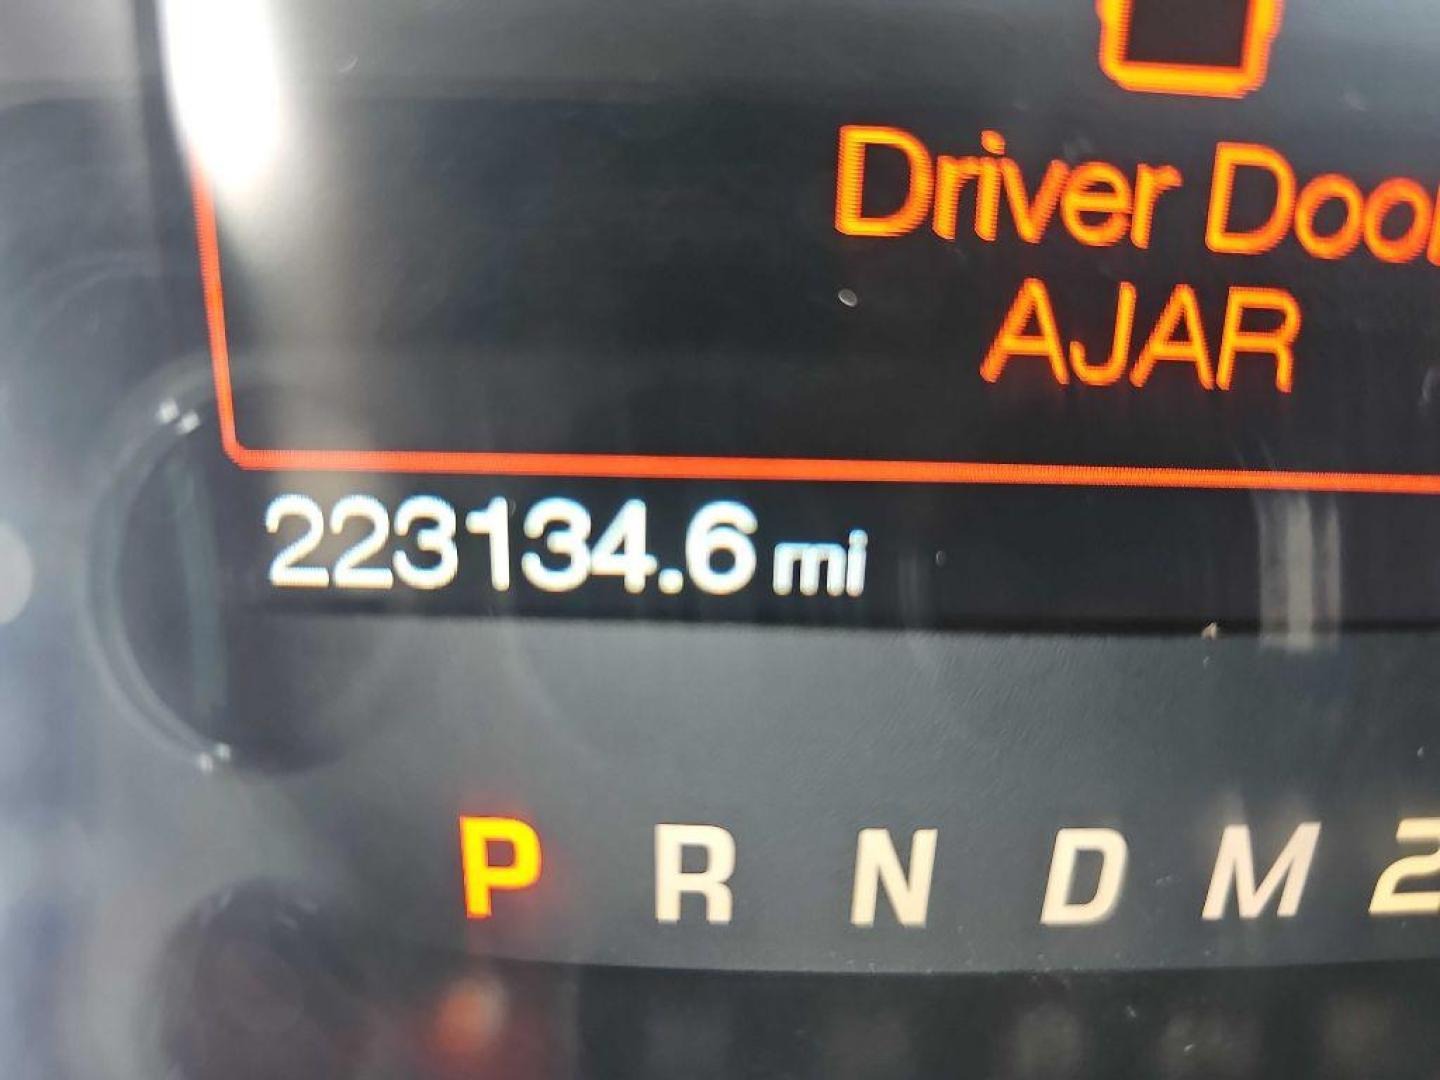 Driver Door
AJAR
223134.6 mi
P R N D M 2